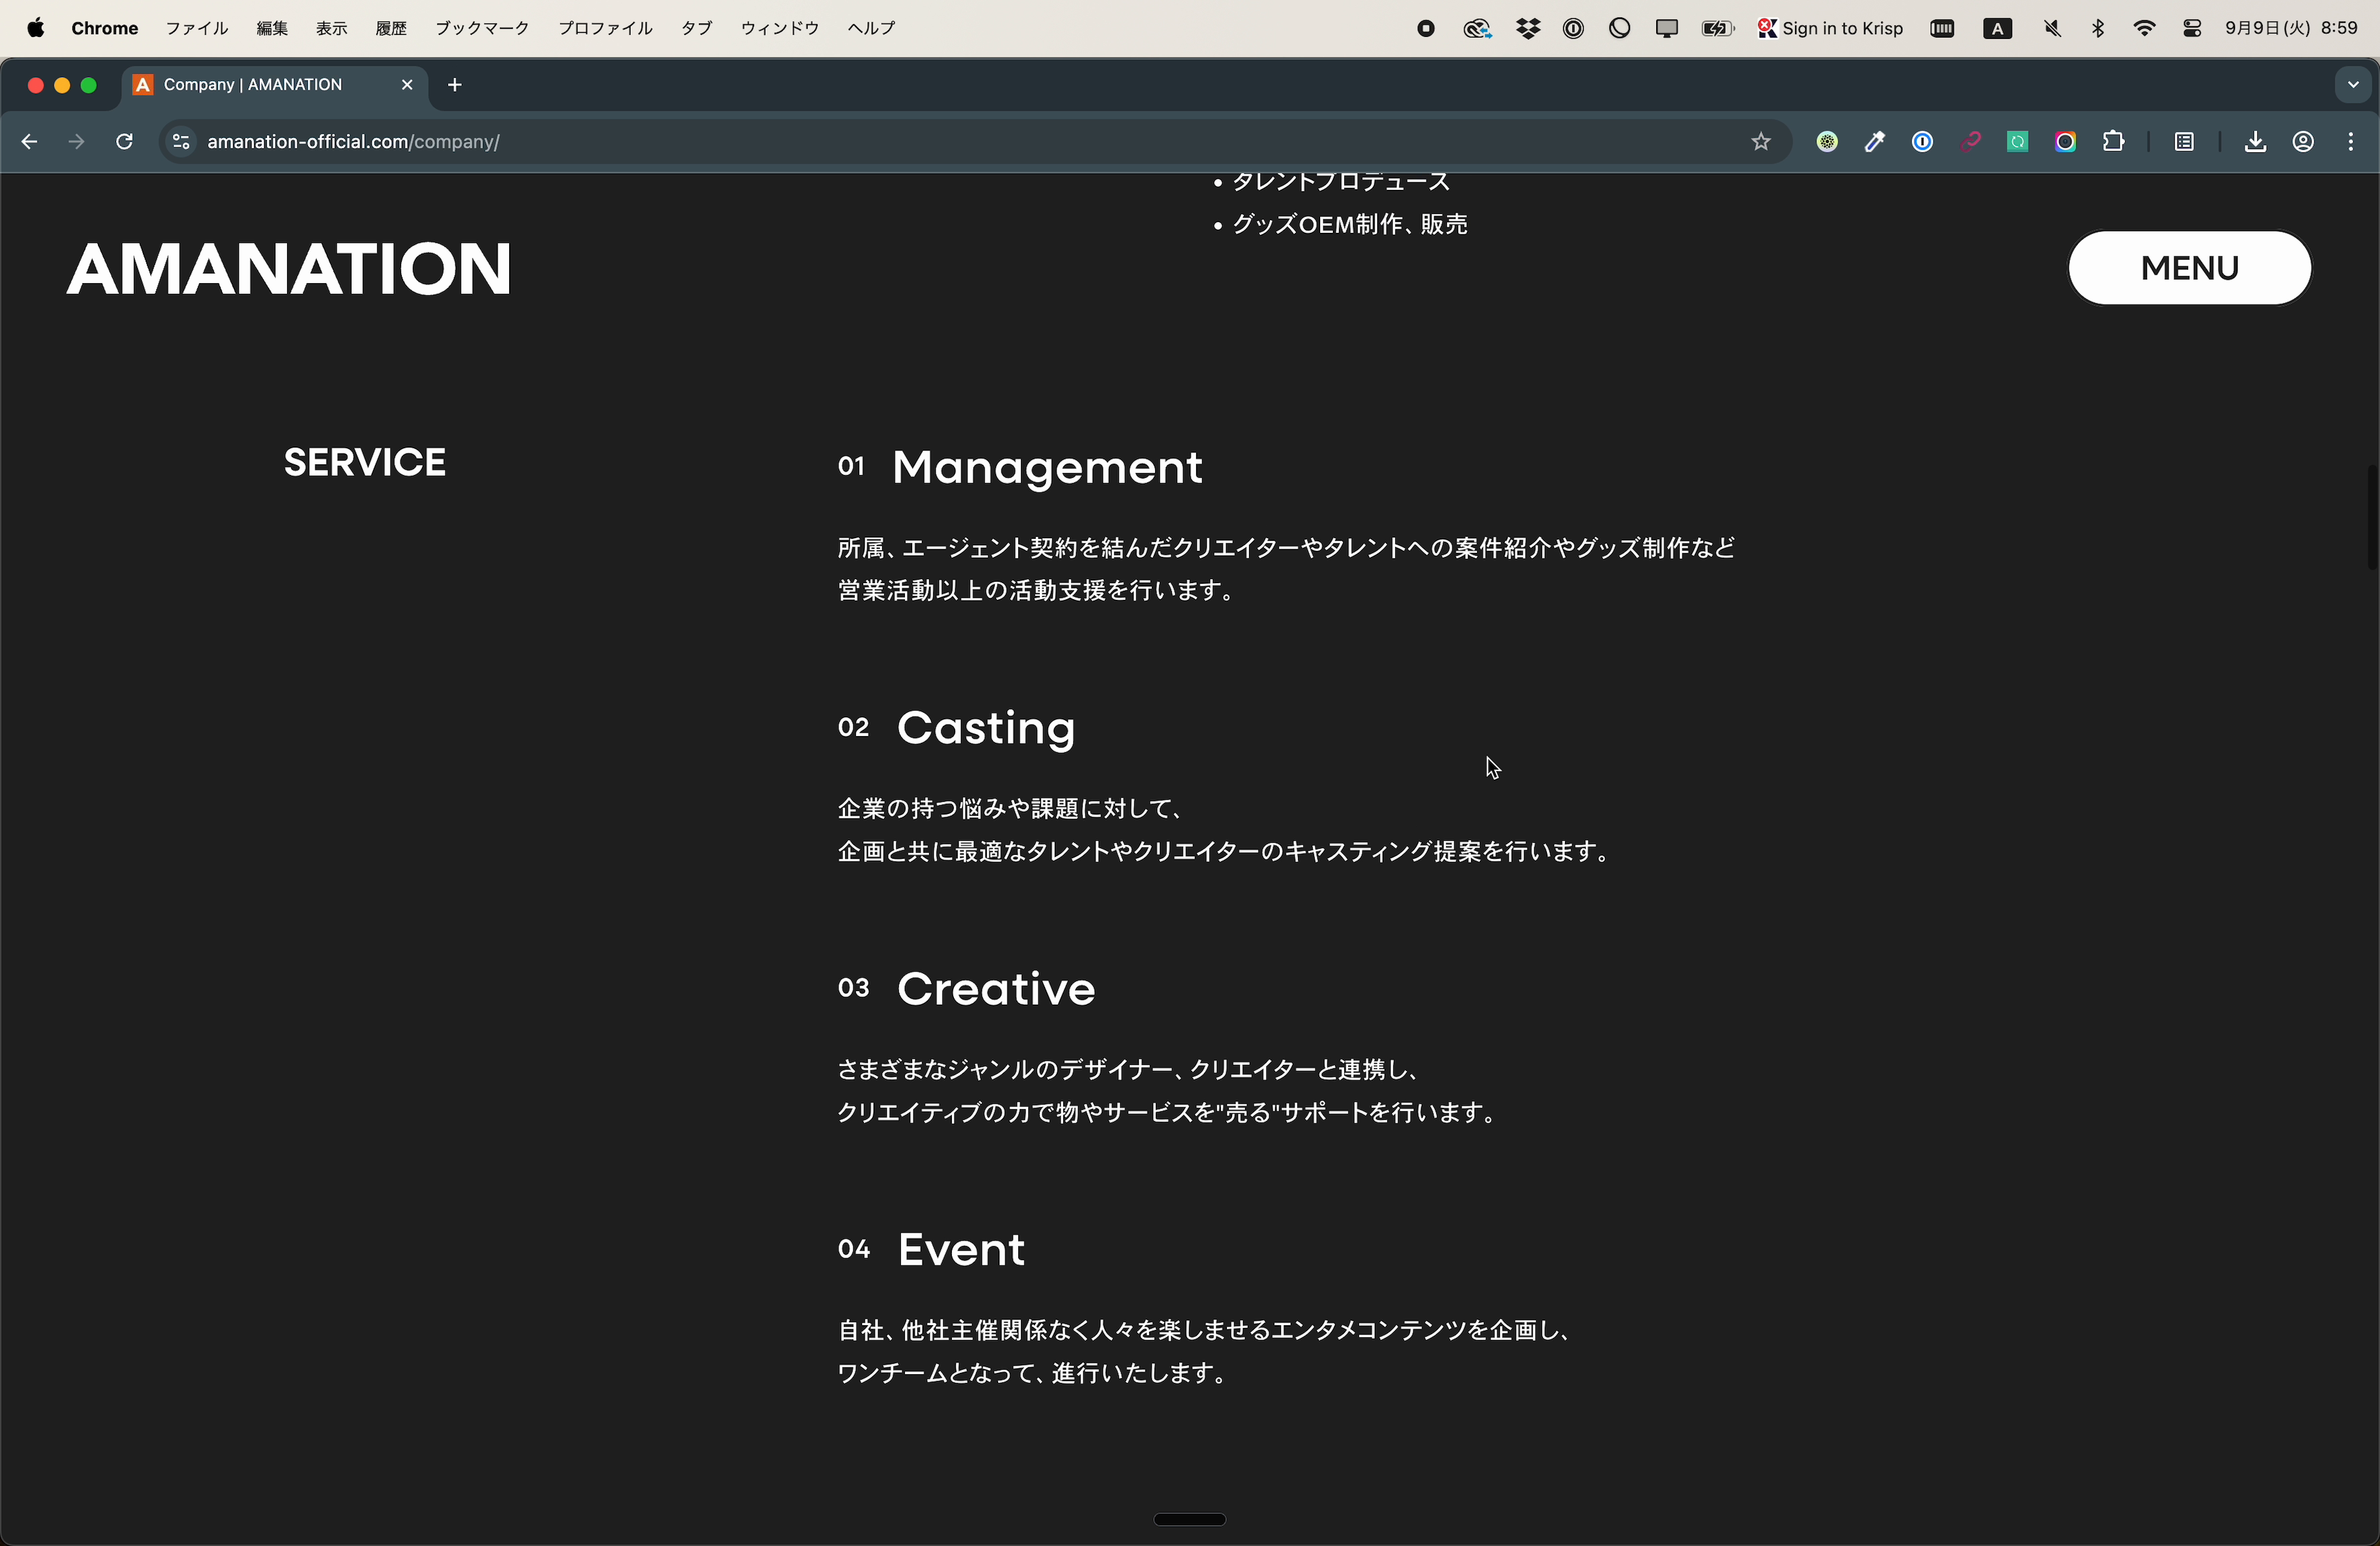 Chrome ファイル 編集 表示 履歴 ブックマーク プロファイル タブ ウィンドウ ヘルプ Sign in to Krisp A 9月9日(火) 8:59
A Company | AMANATION
amanation-official.com/company/
• タレントプロデュース
• グッズOEM制作、販売
AMANATION
MENU
SERVICE
01 Management
所属、エージェント契約を結んだクリエイターやタレントへの案件紹介やグッズ制作など
営業活動以上の活動支援を行います。
02 Casting
企業の持つ悩みや課題に対して、
企画と共に最適なタレントやクリエイターのキャスティング提案を行います。
03 Creative
さまざまなジャンルのデザイナー、クリエイターと連携し、
クリエイティブの力で物やサービスを"売る"サポートを行います。
04 Event
自社、他社主催関係なく人々を楽しませるエンタメコンテンツを企画し、
ワンチームとなって、進行いたします。